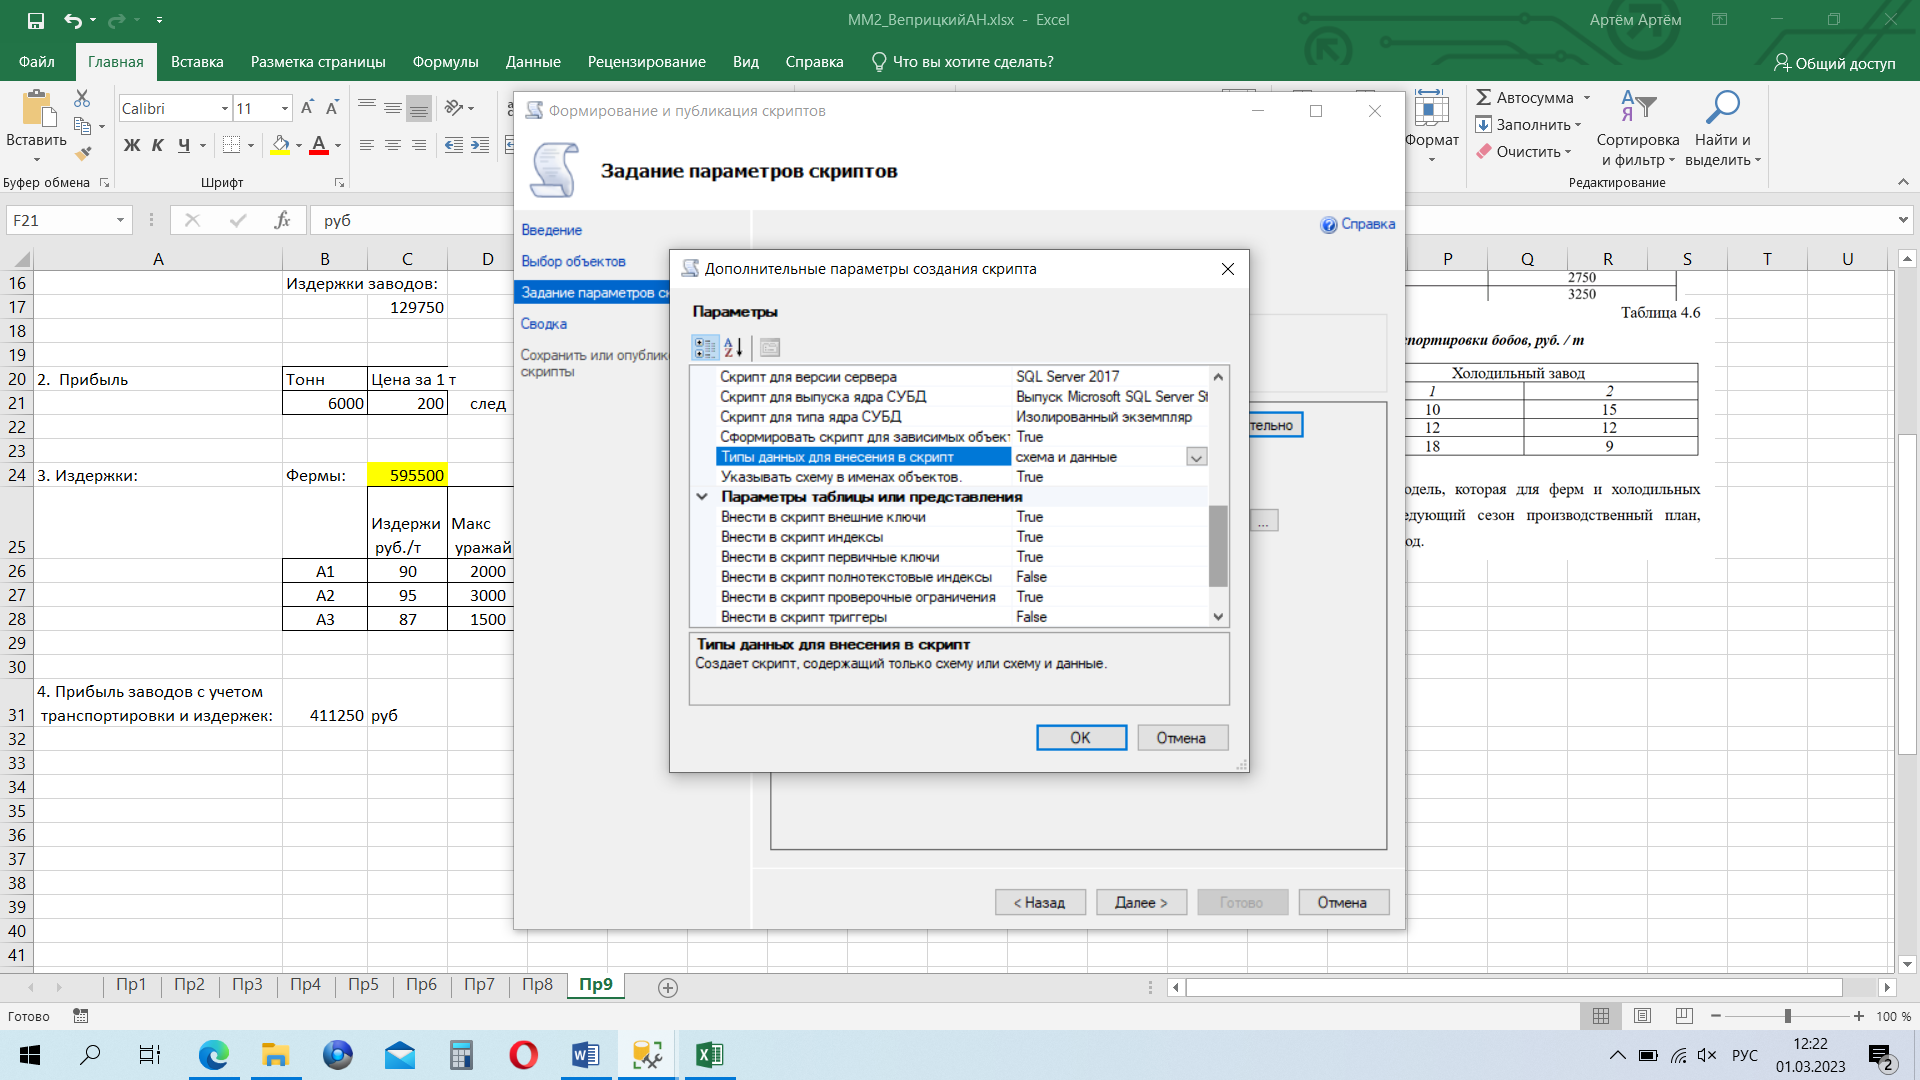 ММ2_ВеприцкийАН.xlsx - Excel
Артём Артём
Файл
Главная
Вставка
Разметка страницы
Формулы
Данные
Рецензирование
Вид
Справка
Что вы хотите сделать?
Общий доступ
Вставить
Буфер обмена
Calibri
11
Ж К Ч
Шрифт
Формат
Автосумма
Заполнить
Очистить
Сортировка и фильтр
Найти и выделить
Редактирование
F21
руб
A
B
C
D
P
Q
R
S
T
U
16
Издержки заводов:
17
129750
18
19
20
2. Прибыль
Тонн
Цена за 1 т
21
6000
200
след
22
23
24
3. Издержки:
Фермы:
595500
25
Издержи руб./т
Макс урожай
26
А1
90
2000
27
А2
95
3000
28
А3
87
1500
29
30
31
4. Прибыль заводов с учетом
транспортировки и издержек:
411250
руб
32
33
34
35
36
37
38
39
40
41
2750
3250
Таблица 4.6
спортировки бобов, руб. / т
Холодильный завод
1
2
10
15
12
12
18
9
одель, которая для ферм и холодильных
едующий сезон производственный план,
од.
Формирование и публикация скриптов
Задание параметров скриптов
Введение
Выбор объектов
Задание параметров ск
Сводка
Сохранить или опублик
скрипты
Справка
тельно
...
< Назад
Далее >
Готово
Отмена
Дополнительные параметры создания скрипта
Параметры
Скрипт для версии сервера
SQL Server 2017
Скрипт для выпуска ядра СУБД
Выпуск Microsoft SQL Server St
Скрипт для типа ядра СУБД
Изолированный экземпляр
Сформировать скрипт для зависимых объект
True
Типы данных для внесения в скрипт
схема и данные
Указывать схему в именах объектов.
True
Параметры таблицы или представления
Внести в скрипт внешние ключи
True
Внести в скрипт индексы
True
Внести в скрипт первичные ключи
True
Внести в скрипт полнотекстовые индексы
False
Внести в скрипт проверочные ограничения
True
Внести в скрипт триггеры
False
Типы данных для внесения в скрипт
Создает скрипт, содержащий только схему или схему и данные.
OK
Отмена
Пр1
Пр2
Пр3
Пр4
Пр5
Пр6
Пр7
Пр8
Пр9
Готово
100 %
РУС
12:22
01.03.2023
2